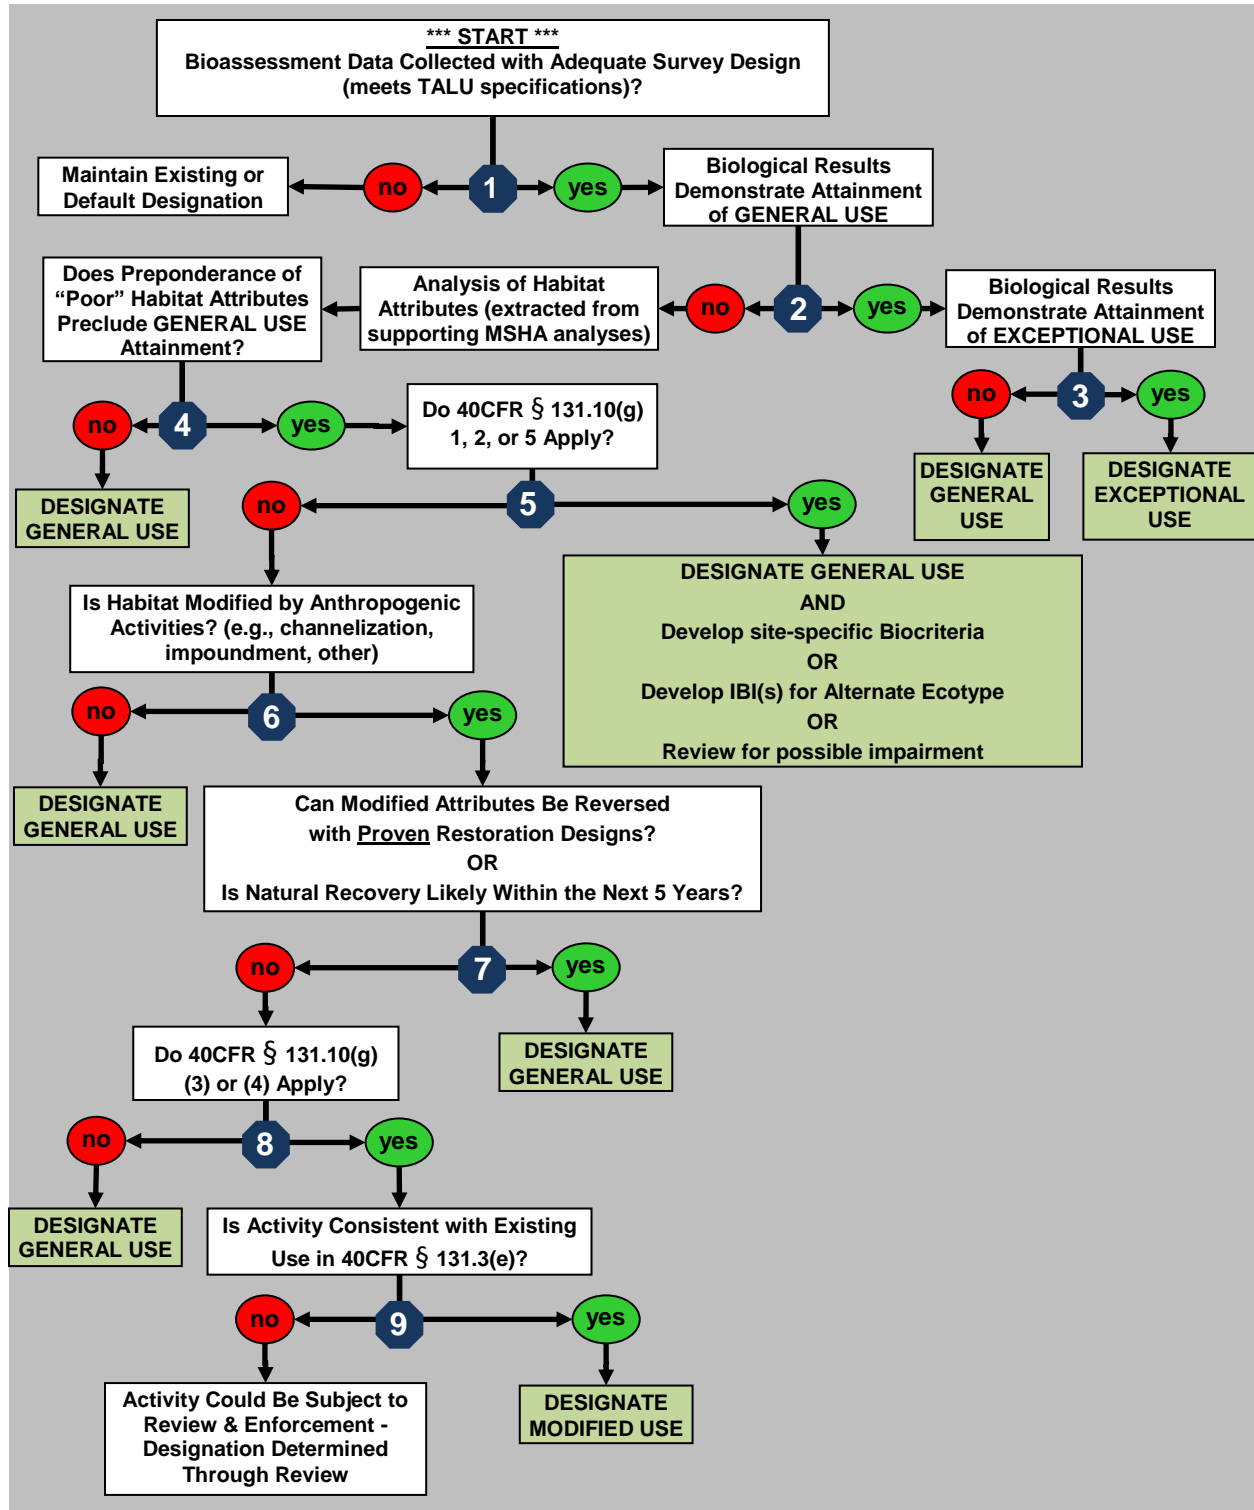 *** START ***
Bioassessment Data Collected with Adequate Survey Design
(meets TALU specifications)?
Maintain Existing or
Default Designation
no
1
yes
Biological Results
Demonstrate Attainment
of GENERAL USE
Does Preponderance of
“Poor” Habitat Attributes
Preclude GENERAL USE
Attainment?
Analysis of Habitat
Attributes (extracted from
supporting MSHA analyses)
no
2
yes
Biological Results
Demonstrate Attainment
of EXCEPTIONAL USE
no
4
yes
Do 40CFR § 131.10(g)
1, 2, or 5 Apply?
no
3
yes
DESIGNATE
GENERAL USE
DESIGNATE
GENERAL
USE
DESIGNATE
EXCEPTIONAL
USE
no
5
yes
DESIGNATE GENERAL USE
AND
Develop site-specific Biocriteria
OR
Develop IBI(s) for Alternate Ecotype
OR
Review for possible impairment
Is Habitat Modified by Anthropogenic
Activities? (e.g., channelization,
impoundment, other)
no
6
yes
DESIGNATE
GENERAL USE
Can Modified Attributes Be Reversed
with Proven Restoration Designs?
OR
Is Natural Recovery Likely Within the Next 5 Years?
no
7
yes
Do 40CFR § 131.10(g)
(3) or (4) Apply?
DESIGNATE
GENERAL USE
no
8
yes
DESIGNATE
GENERAL USE
Is Activity Consistent with Existing
Use in 40CFR § 131.3(e)?
no
9
yes
Activity Could Be Subject to
Review & Enforcement -
Designation Determined
Through Review
DESIGNATE
MODIFIED USE